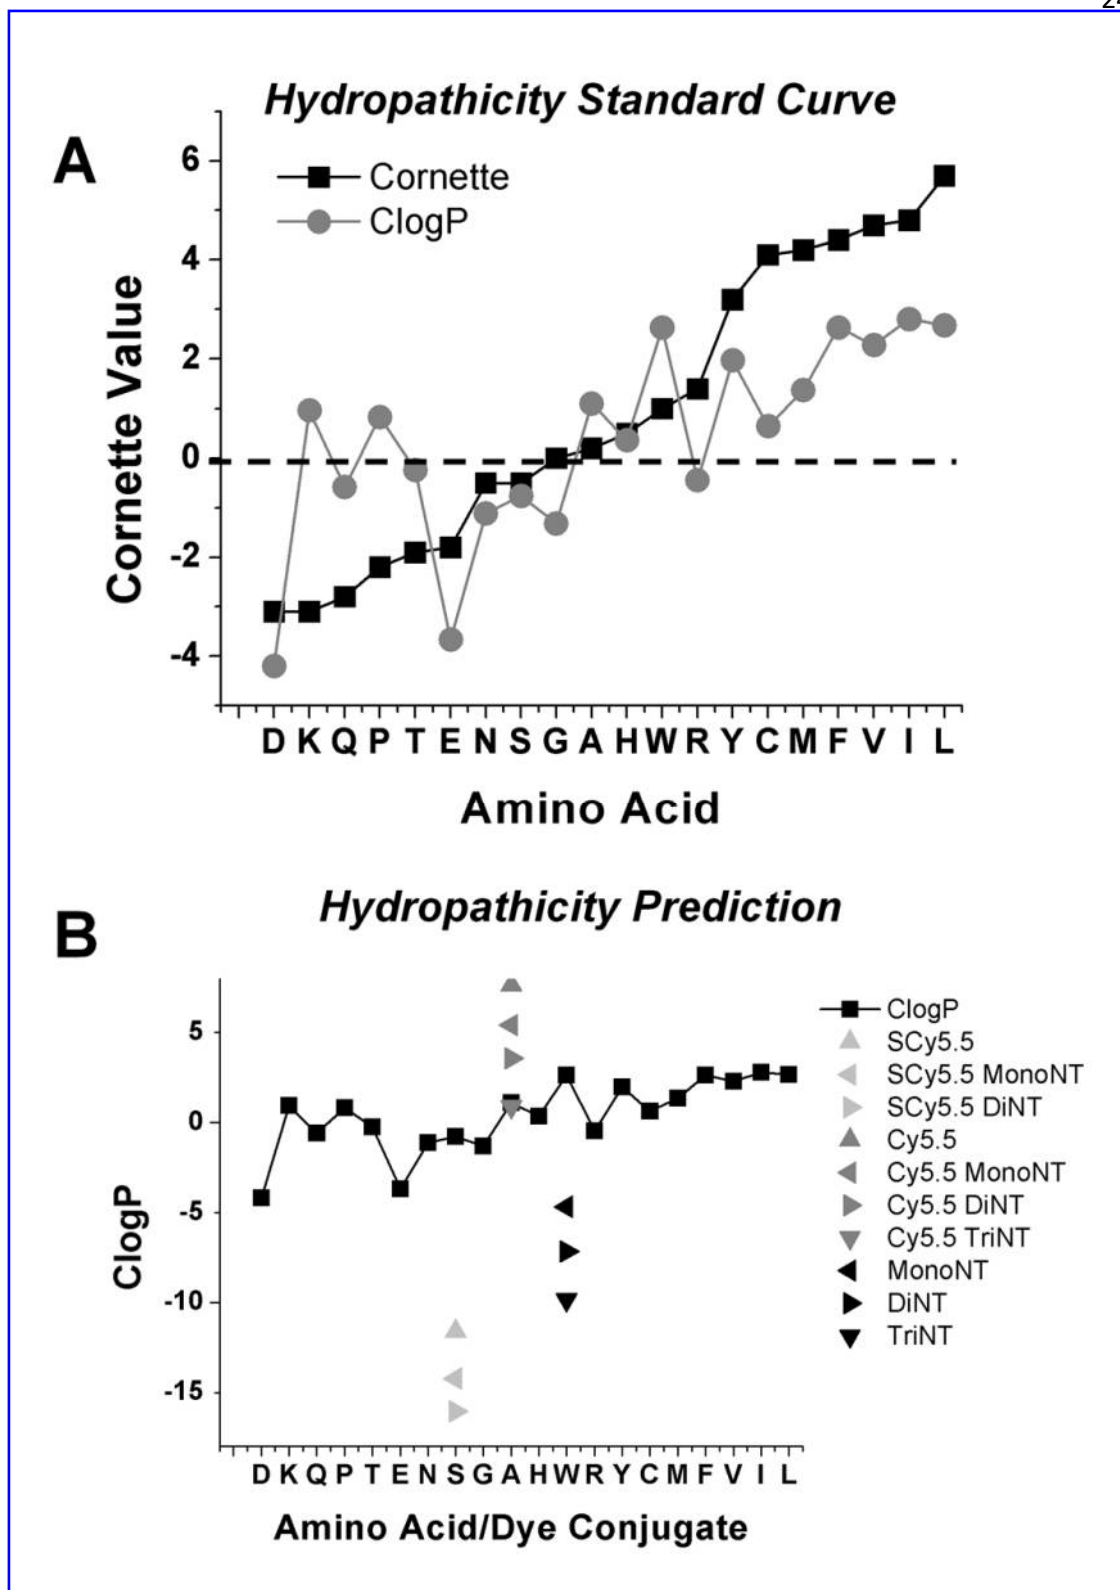 Hydropathicity Standard Curve
A
Cornette
ClogP
6
4
2
0
-2
-4
Cornette Value
D K Q P T E N S G A H W R Y C M F V I L
Amino Acid
Hydropathicity Prediction
B
ClogP
SCy5.5
SCy5.5 MonoNT
SCy5.5 DiNT
Cy5.5
Cy5.5 MonoNT
Cy5.5 DiNT
Cy5.5 TriNT
MonoNT
DiNT
TriNT
5
0
-5
-10
-15
ClogP
D K Q P T E N S G A H W R Y C M F V I L
Amino Acid/Dye Conjugate